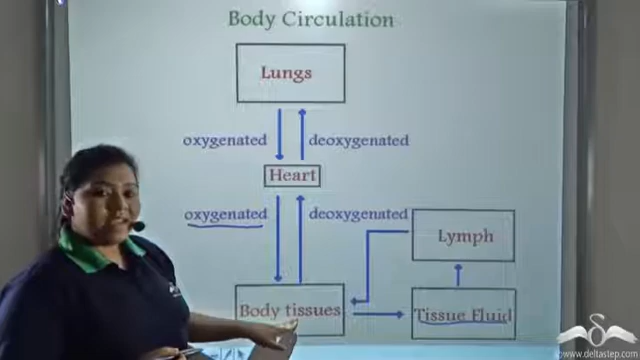 Body Circulation
Lungs
oxygenated
deoxygenated
Heart
oxygenated
deoxygenated
Lymph
Body tissues
Tissue Fluid
www.deltastep.com